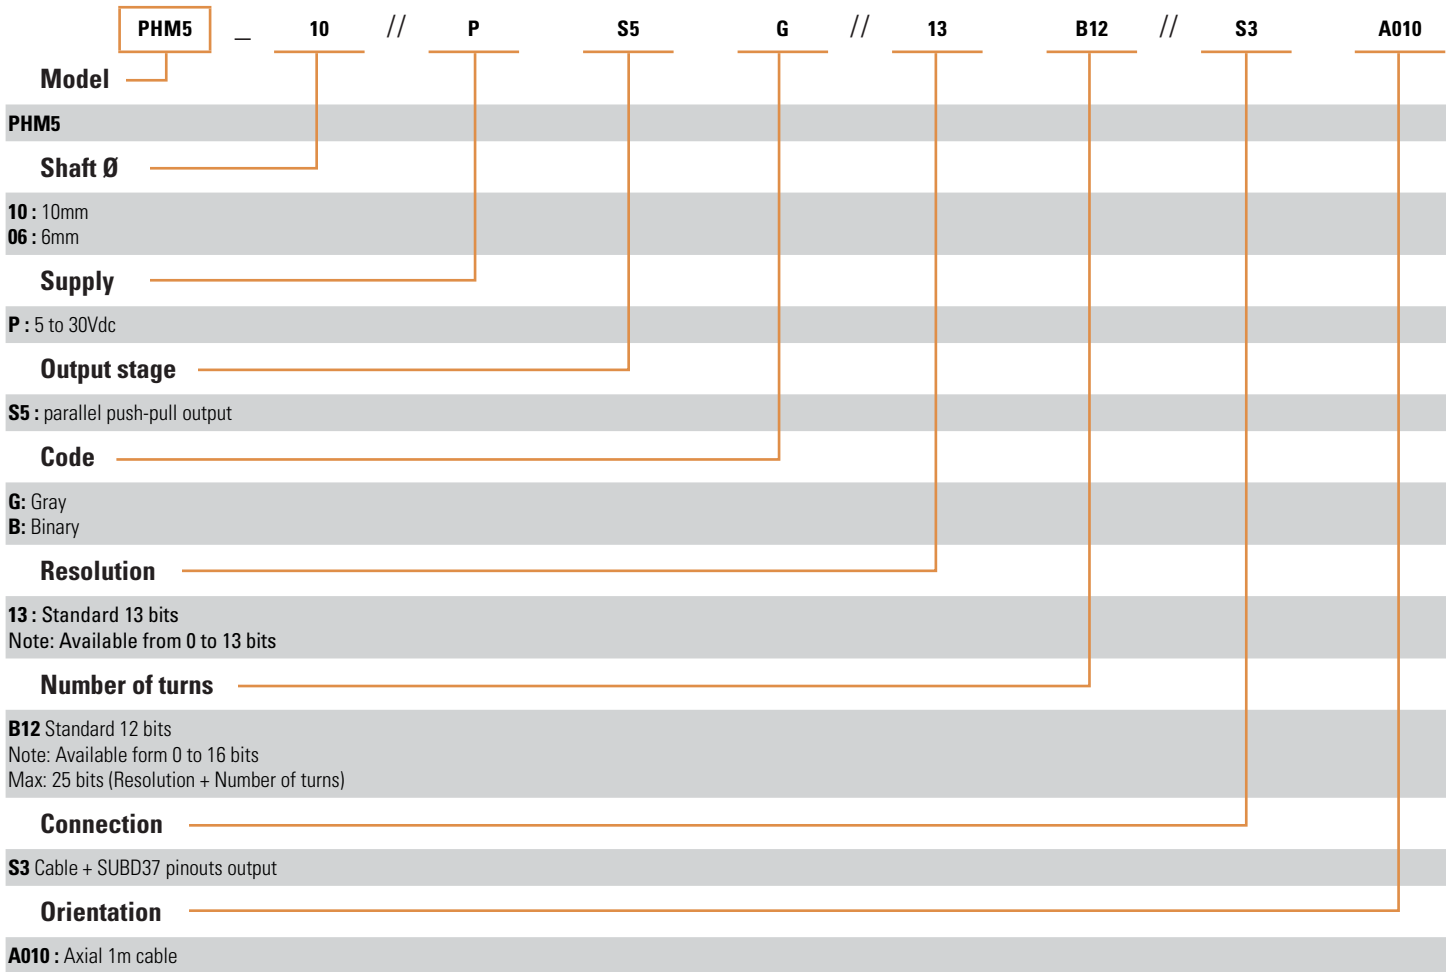 PHM5 _ 10 // P S5 G // 13 B12 // S3 A010
Model
PHM5
Shaft Ø
10 : 10mm
06 : 6mm
Supply
P : 5 to 30Vdc
Output stage
S5 : parallel push-pull output
Code
G: Gray
B: Binary
Resolution
13 : Standard 13 bits
Note: Available from 0 to 13 bits
Number of turns
B12 Standard 12 bits
Note: Available form 0 to 16 bits
Max: 25 bits (Resolution + Number of turns)
Connection
S3 Cable + SUBD37 pinouts output
Orientation
A010 : Axial 1m cable